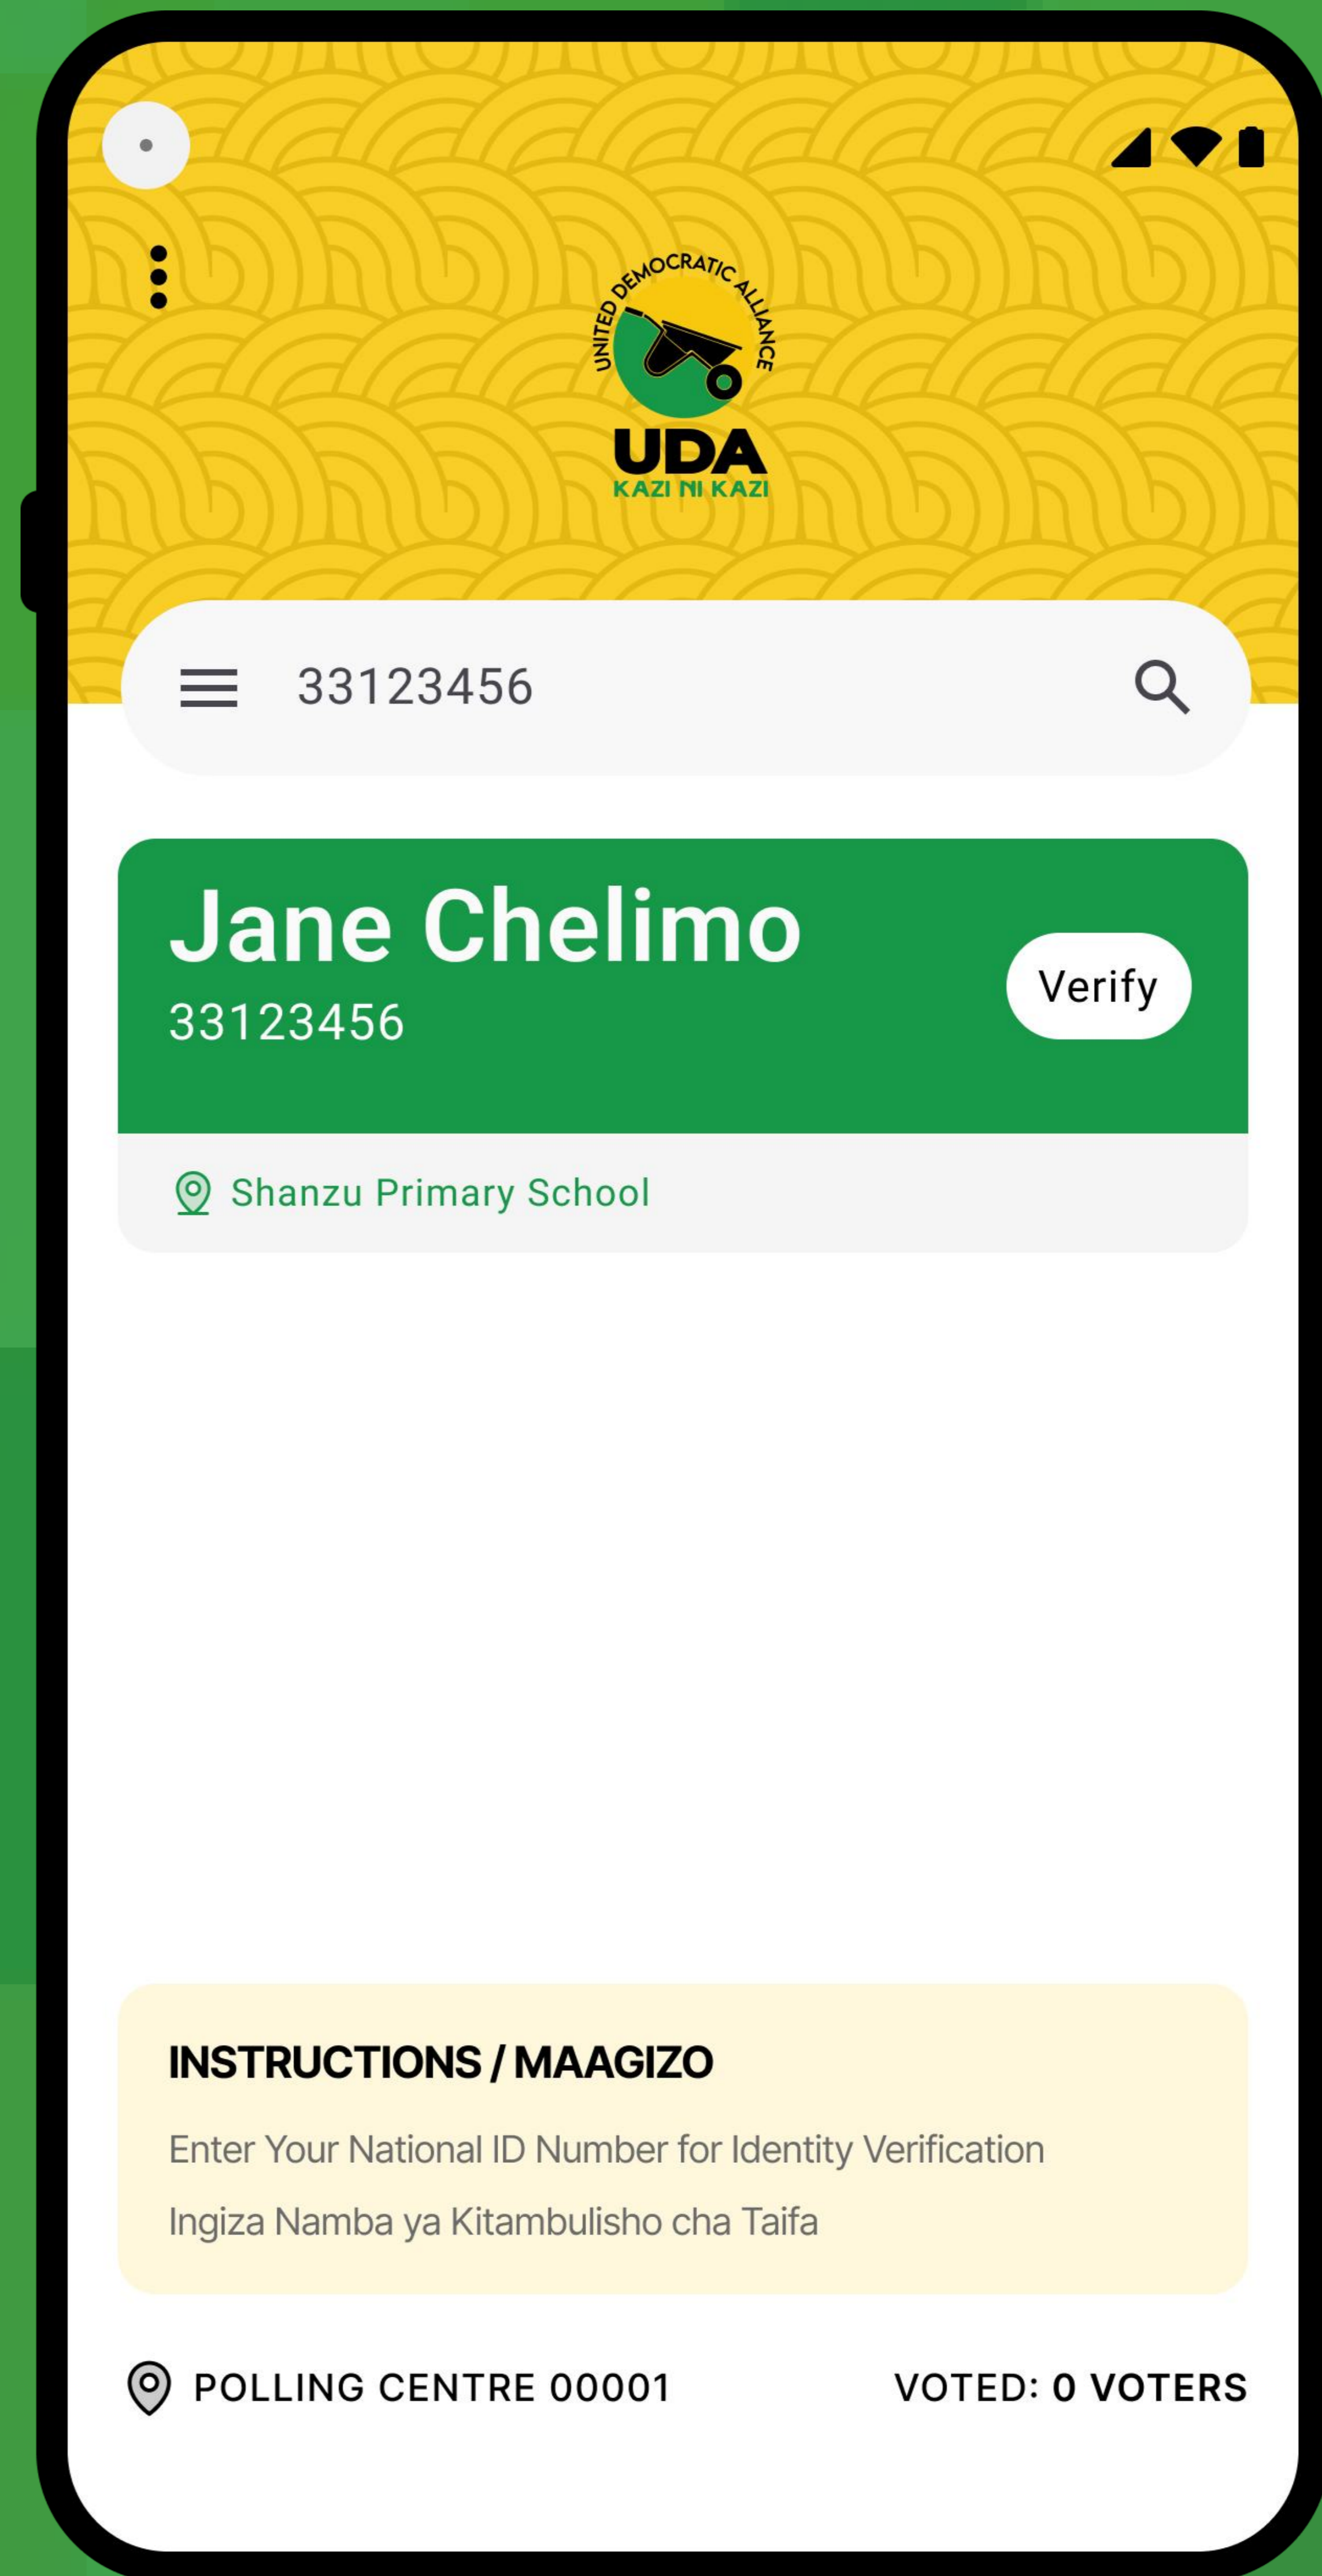 UNITED DEMOCRATIC ALLIANCE
UDA
KAZI NI KAZI
33123456
Jane Chelimo
33123456
Verify
Shanzu Primary School
INSTRUCTIONS / MAAGIZO
Enter Your National ID Number for Identity Verification
Ingiza Namba ya Kitambulisho cha Taifa
POLLING CENTRE 00001
VOTED: 0 VOTERS